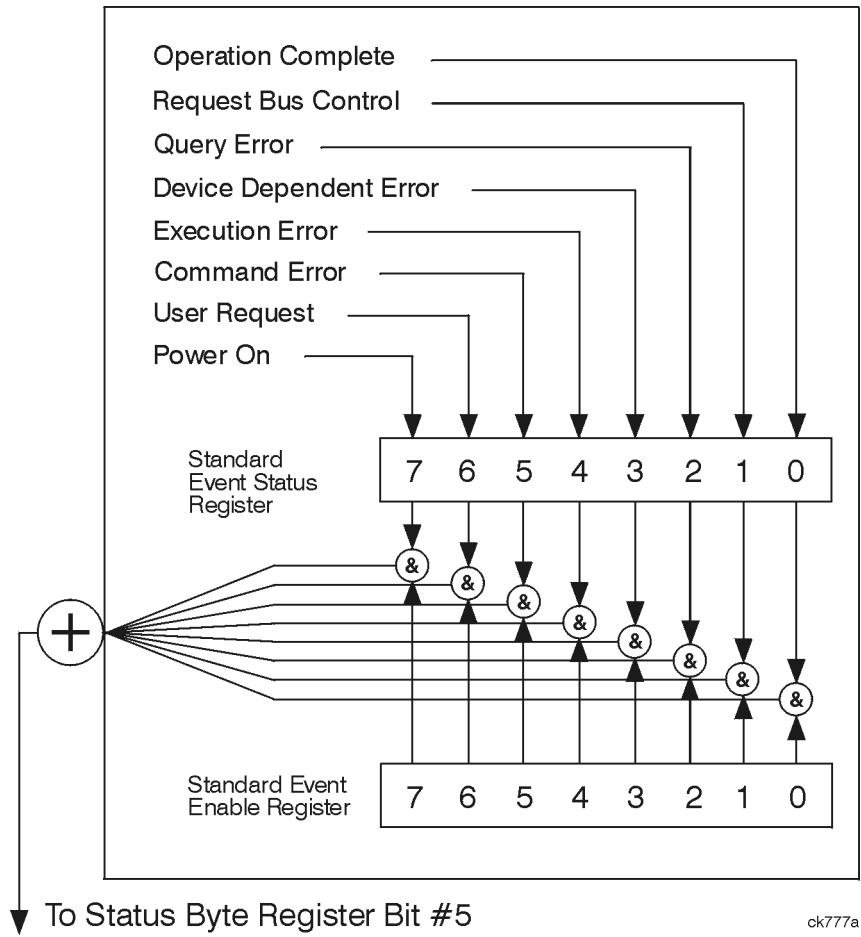 Operation Complete
Request Bus Control
Query Error
Device Dependent Error
Execution Error
Command Error
User Request
Power On
Standard
Event Status
Register
7 6 5 4 3 2 1 0
&
&
&
&
&
&
&
&
+
Standard Event
Enable Register
7 6 5 4 3 2 1 0
To Status Byte Register Bit #5
ck777a